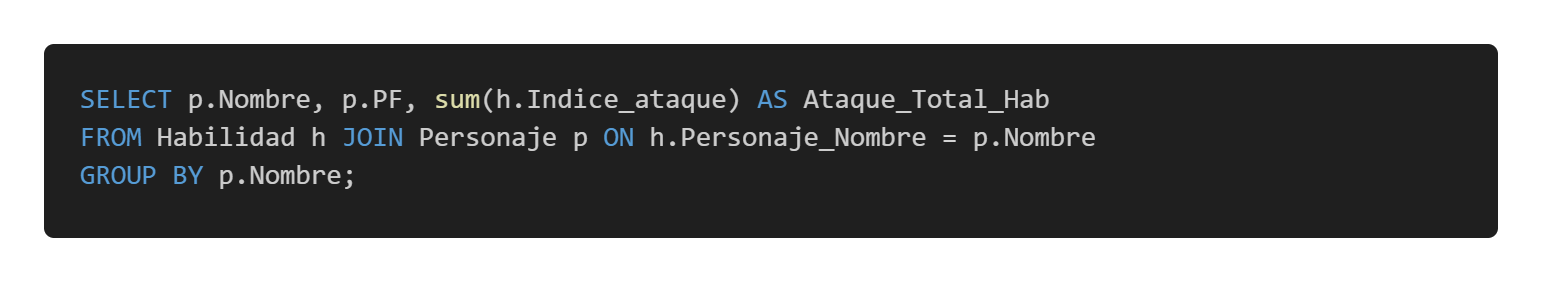 SELECT p.Nombre, p.PF, sum(h.Indice_ataque) AS Ataque_Total_Hab
FROM Habilidad h JOIN Personaje p ON h.Personaje_Nombre = p.Nombre
GROUP BY p.Nombre;